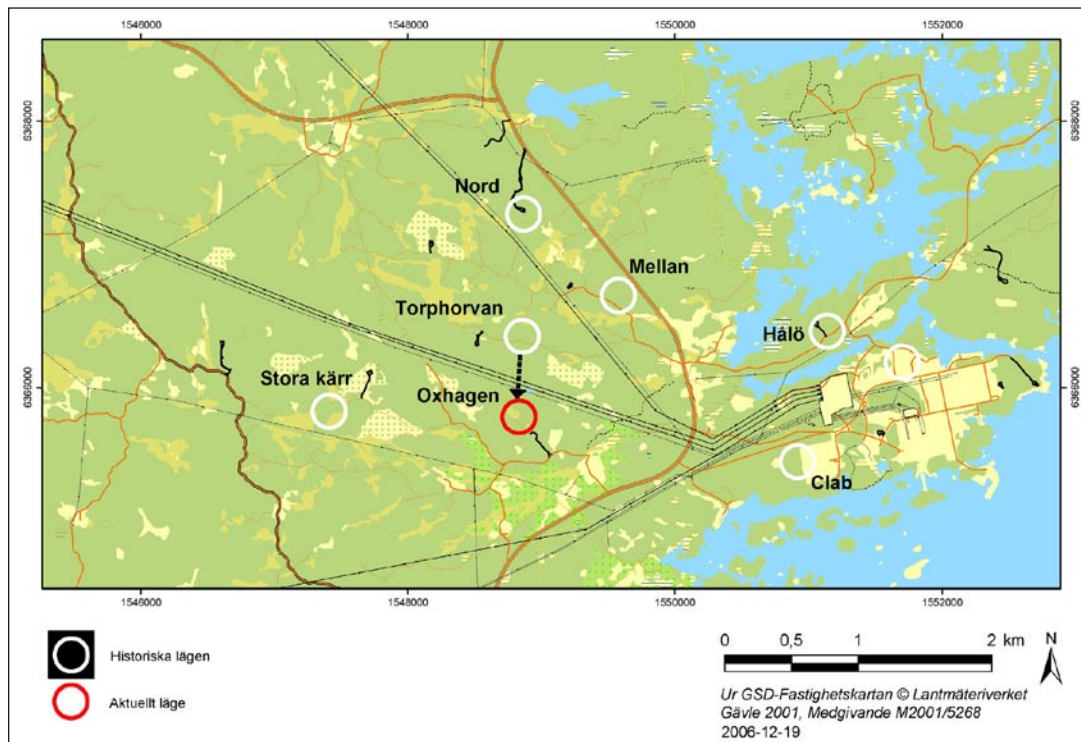 1546000
1548000
1550000
1552000
6368000
6368000
Nord
Mellan
Torphorvan
Hålö
Stora kärr
Oxhagen
6366000
6366000
Clab
1546000
1548000
1550000
1552000
Historiska lägen
Aktuellt läge
0 0,5 1 2 km
N
Ur GSD-Fastighetskartan © Lantmäteriverket
Gävle 2001, Medgivande M2001/5268
2006-12-19